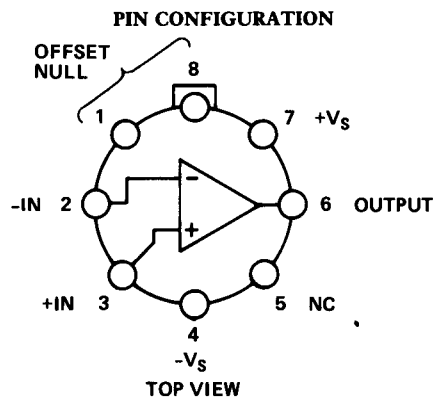 PIN CONFIGURATION
OFFSET
NULL
8
1
7 +VS
-IN 2
−
6 OUTPUT
+
+IN 3
5 NC
4
-VS
TOP VIEW